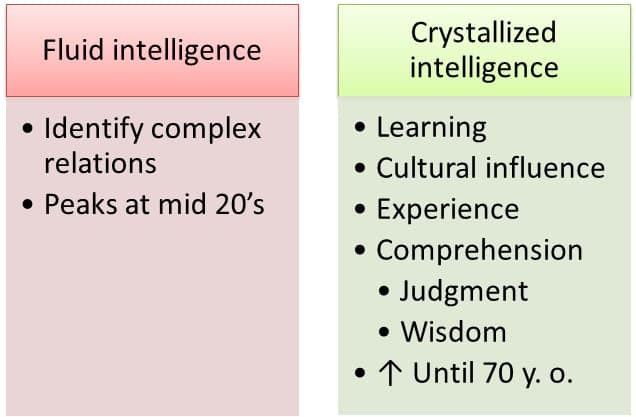 Fluid intelligence
• Identify complex
relations
• Peaks at mid 20’s
Crystallized
intelligence
• Learning
• Cultural influence
• Experience
• Comprehension
• Judgment
• Wisdom
• ↑ Until 70 y. o.